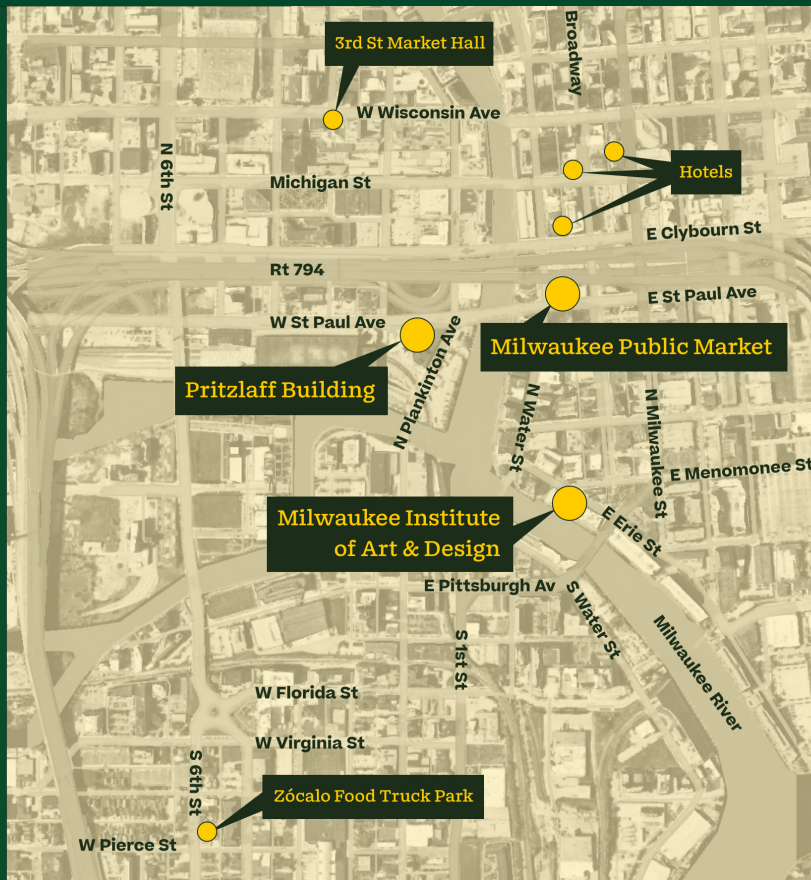 Broadway
3rd St Market Hall
W Wisconsin Ave
N 6th St
Michigan St
Hotels
E Clybourn St
Rt 794
E St Paul Ave
W St Paul Ave
Milwaukee Public Market
N Plankinton Ave
Pritzlaff Building
N Water St
N Milwaukee St
E Menomonee St
Milwaukee Institute
of Art & Design
E Erie St
E Pittsburgh Av
S Water St
S 1st St
Milwaukee River
W Florida St
W Virginia St
S 6th St
Zócalo Food Truck Park
W Pierce St